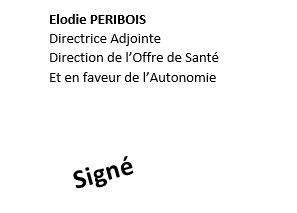 Elodie PERIBOIS
Directrice Adjointe
Direction de l’Offre de Santé
Et en faveur de l’Autonomie
Signé